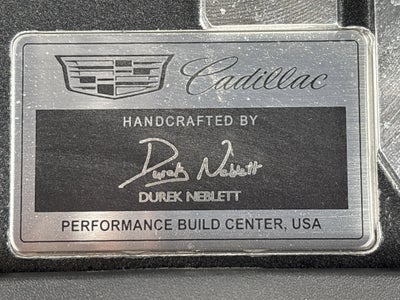 Cadillac
HANDCRAFTED BY
Durek Neblett
DUREK NEBLETT
PERFORMANCE BUILD CENTER, USA